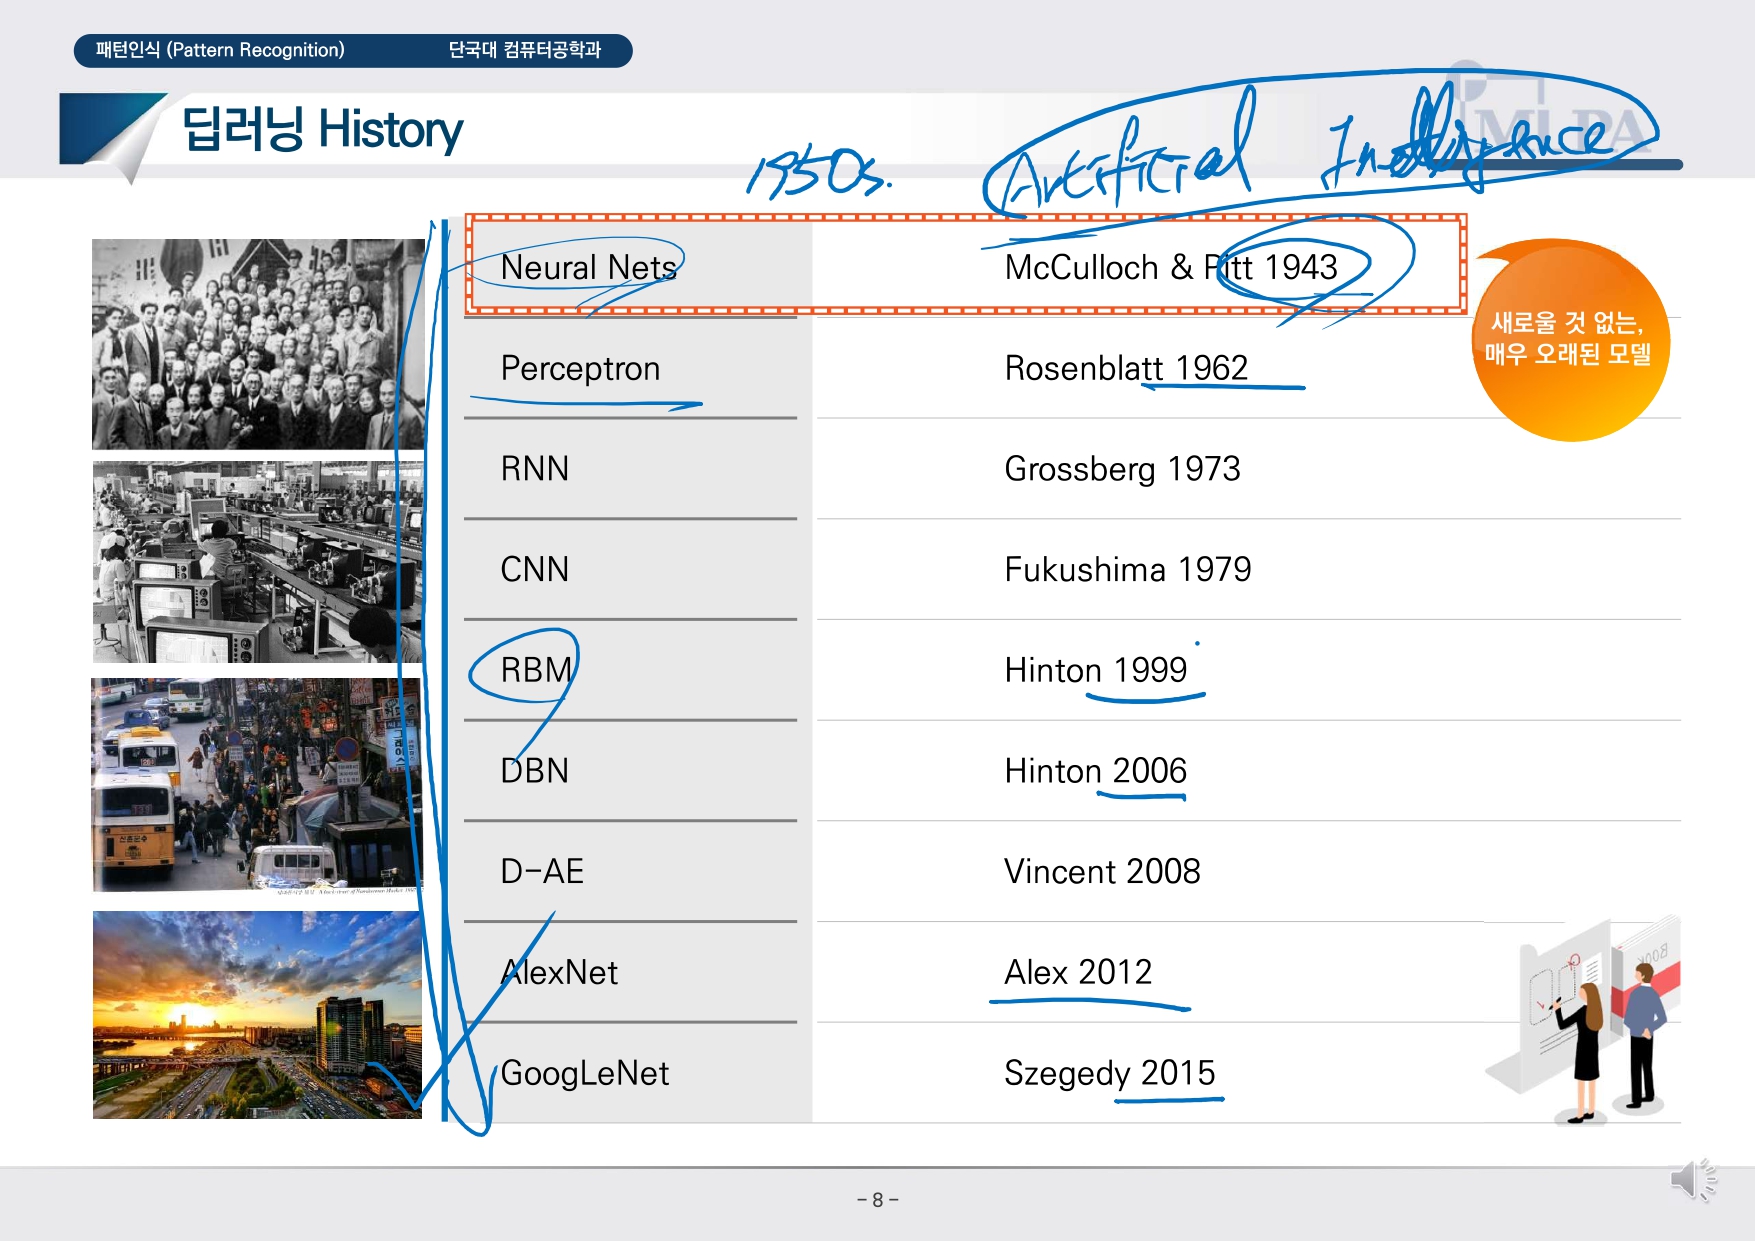 패턴인식 (Pattern Recognition) 단국대 컴퓨터공학과
MLPA
딥러닝 History
1950s. Artificial Intelligence
Neural Nets McCulloch & Pitt 1943
새로울 것 없는,
매우 오래된 모델
Perceptron Rosenblatt 1962
RNN Grossberg 1973
CNN Fukushima 1979
RBM Hinton 1999
DBN Hinton 2006
D-AE Vincent 2008
AlexNet Alex 2012
BOOK
GoogLeNet Szegedy 2015
- 8 -